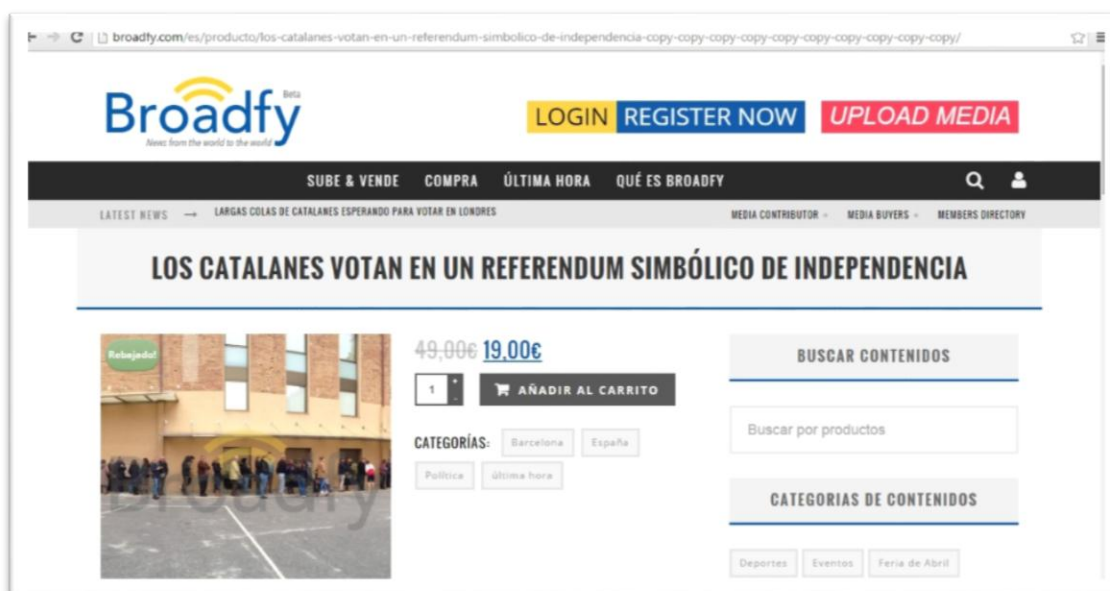 broadfy.com/es/producto/los-catalanes-votan-en-un-referendum-simbolico-de-independencia-copy-copy-copy-copy-copy-copy-copy-copy-copy/
Broadfy Beta
News from the world to the world
LOGIN REGISTER NOW UPLOAD MEDIA
SUBE & VENDE COMPRA ÚLTIMA HORA QUÉ ES BROADFY
LATEST NEWS → LARGAS COLAS DE CATALANES ESPERANDO PARA VOTAR EN LONDRES MEDIA CONTRIBUTOR MEDIA BUYERS MEMBERS DIRECTORY
LOS CATALANES VOTAN EN UN REFERENDUM SIMBÓLICO DE INDEPENDENCIA
Rebajado!
Broadfy
49,00€ 19,00€
1 + - AÑADIR AL CARRITO
CATEGORÍAS: Barcelona España
Política última hora
BUSCAR CONTENIDOS
Buscar por productos
CATEGORIAS DE CONTENIDOS
Deportes Eventos Feria de Abril